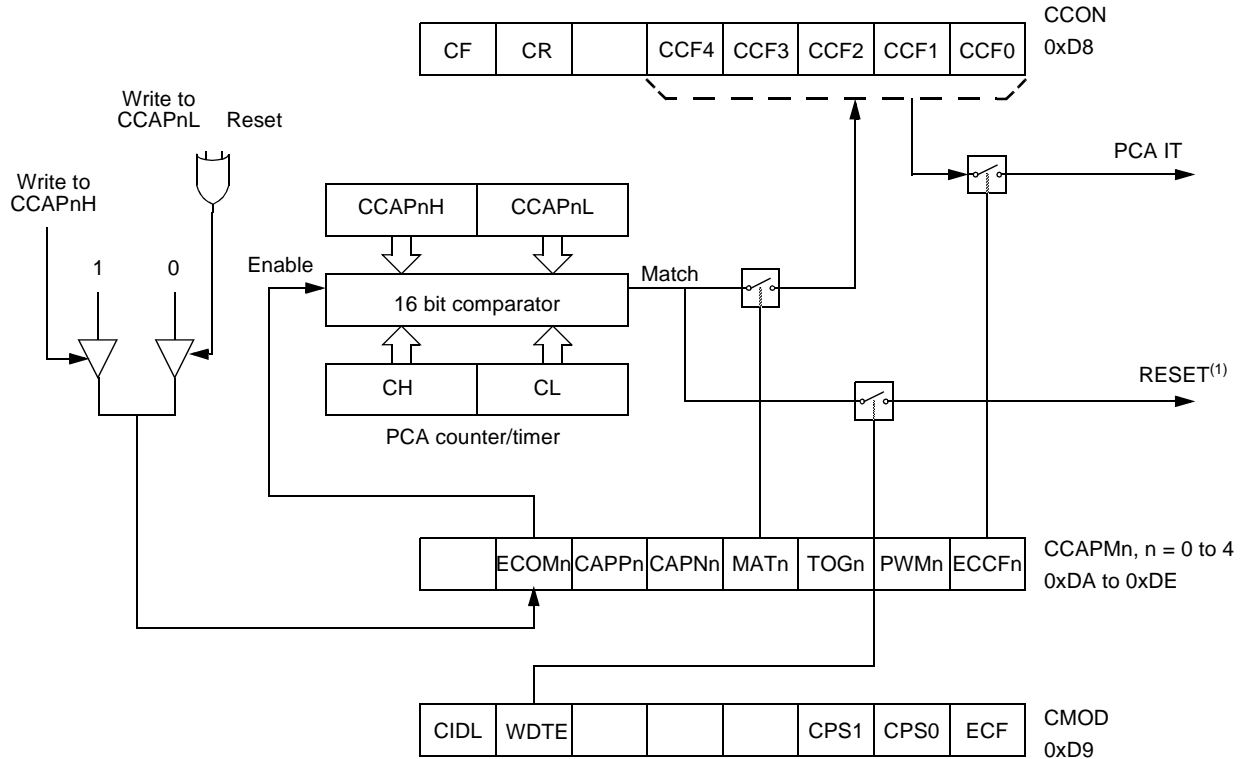 CCON
0xD8
CF CR CCF4 CCF3 CCF2 CCF1 CCF0
Write to
CCAPnL
Reset
PCA IT
Write to
CCAPnH
CCAPnH CCAPnL
1 0
Enable
16 bit comparator
Match
CH CL
PCA counter/timer
RESET(1)
ECOMn CAPPn CAPNn MATn TOGn PWMn ECCFn
CCAPMn, n = 0 to 4
0xDA to 0xDE
CIDL WDTE CPS1 CPS0 ECF
CMOD
0xD9